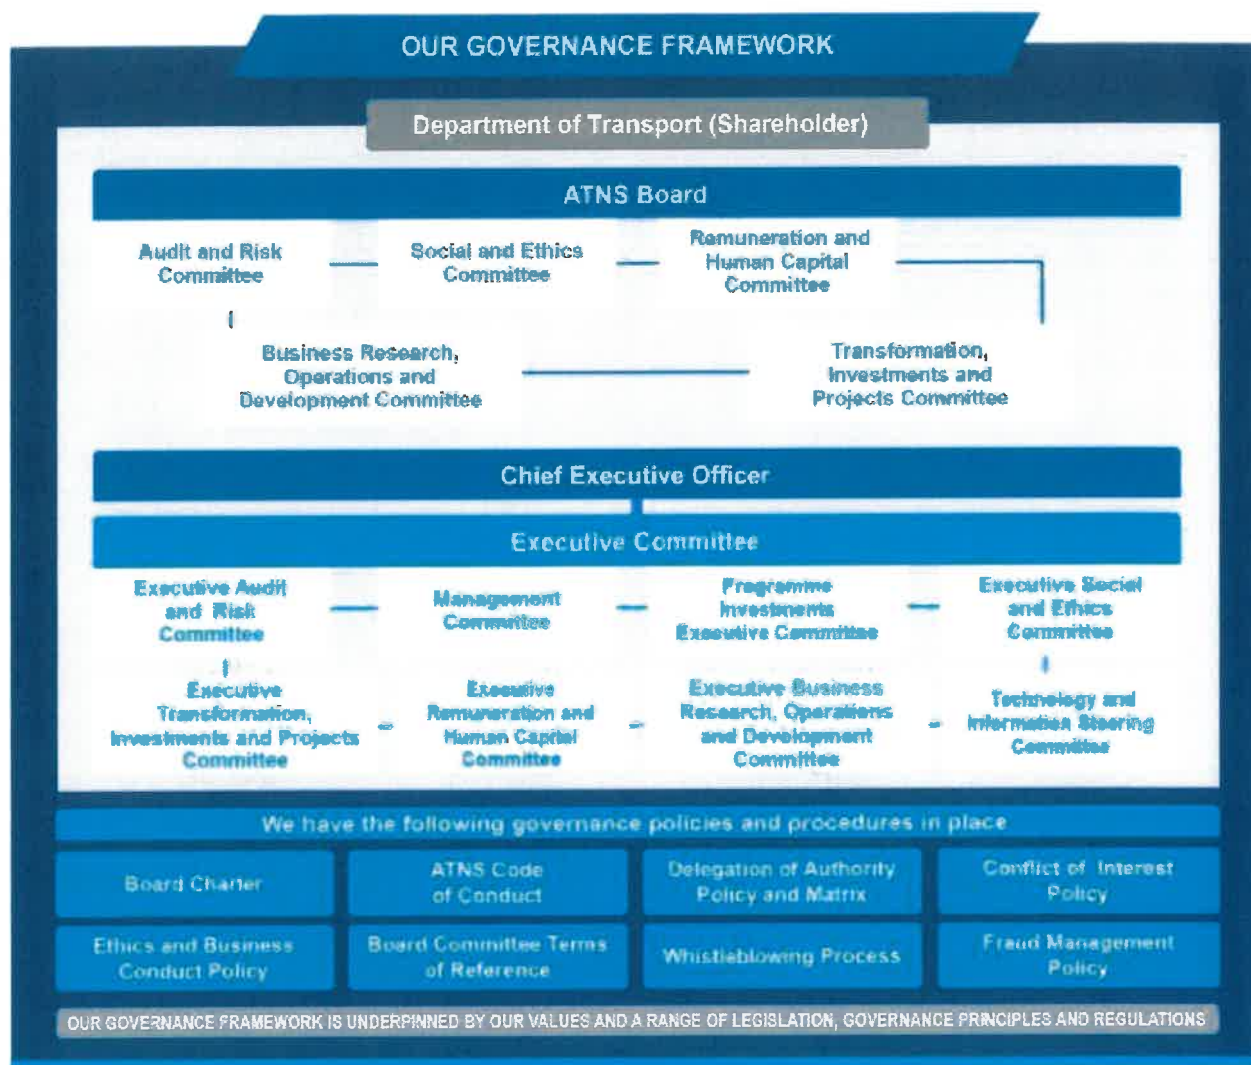 OUR GOVERNANCE FRAMEWORK
Department of Transport (Shareholder)
ATNS Board
Audit and Risk
Committee
Social and Ethics
Committee
Remuneration and
Human Capital
Committee
Business Research,
Operations and
Development Committee
Transformation,
Investments and
Projects Committee
Chief Executive Officer
Executive Committee
Executive Audit
and Risk
Committee
Management
Committee
Programme
Investments
Executive Committee
Executive Social
and Ethics
Committee
Executive
Transformation,
Investments and Projects
Committee
Executive
Remuneration and
Human Capital
Committee
Executive Business
Research, Operations
and Development
Committee
Technology and
Information Steering
Committee
We have the following governance policies and procedures in place
Board Charter
ATNS Code
of Conduct
Delegation of Authority
Policy and Matrix
Conflict of Interest
Policy
Ethics and Business
Conduct Policy
Board Committee Terms
of Reference
Whistleblowing Process
Fraud Management
Policy
OUR GOVERNANCE FRAMEWORK IS UNDERPINNED BY OUR VALUES AND A RANGE OF LEGISLATION, GOVERNANCE PRINCIPLES AND REGULATIONS